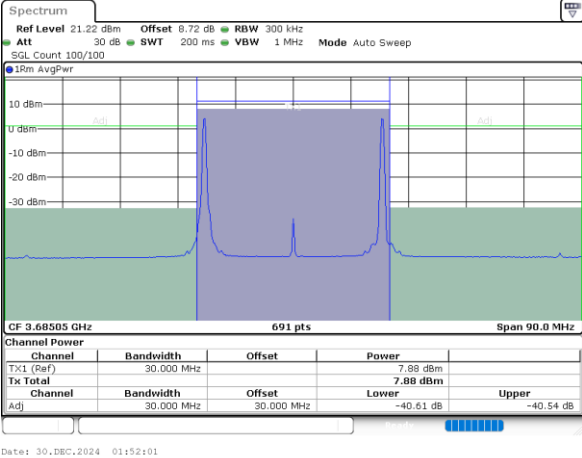 Spectrum
Ref Level 21.22 dBm Offset 8.72 dB RBW 300 kHz
Att 30 dB SWT 200 ms VBW 1 MHz Mode Auto Sweep
SGL Count 100/100
1Rm AvgPwr
10 dBm
Adj Adj
0 dBm
-10 dBm
-20 dBm
-30 dBm
CF 3.68505 GHz 691 pts Span 90.0 MHz
Channel Power
Channel Bandwidth Offset Power
TX1 (Ref) 30.000 MHz 7.88 dBm
Tx Total 7.88 dBm
Channel Bandwidth Offset Lower Upper
Adj 30.000 MHz 30.000 MHz -40.61 dB -40.54 dB
Ready
Date: 30.DEC.2024 01:52:01